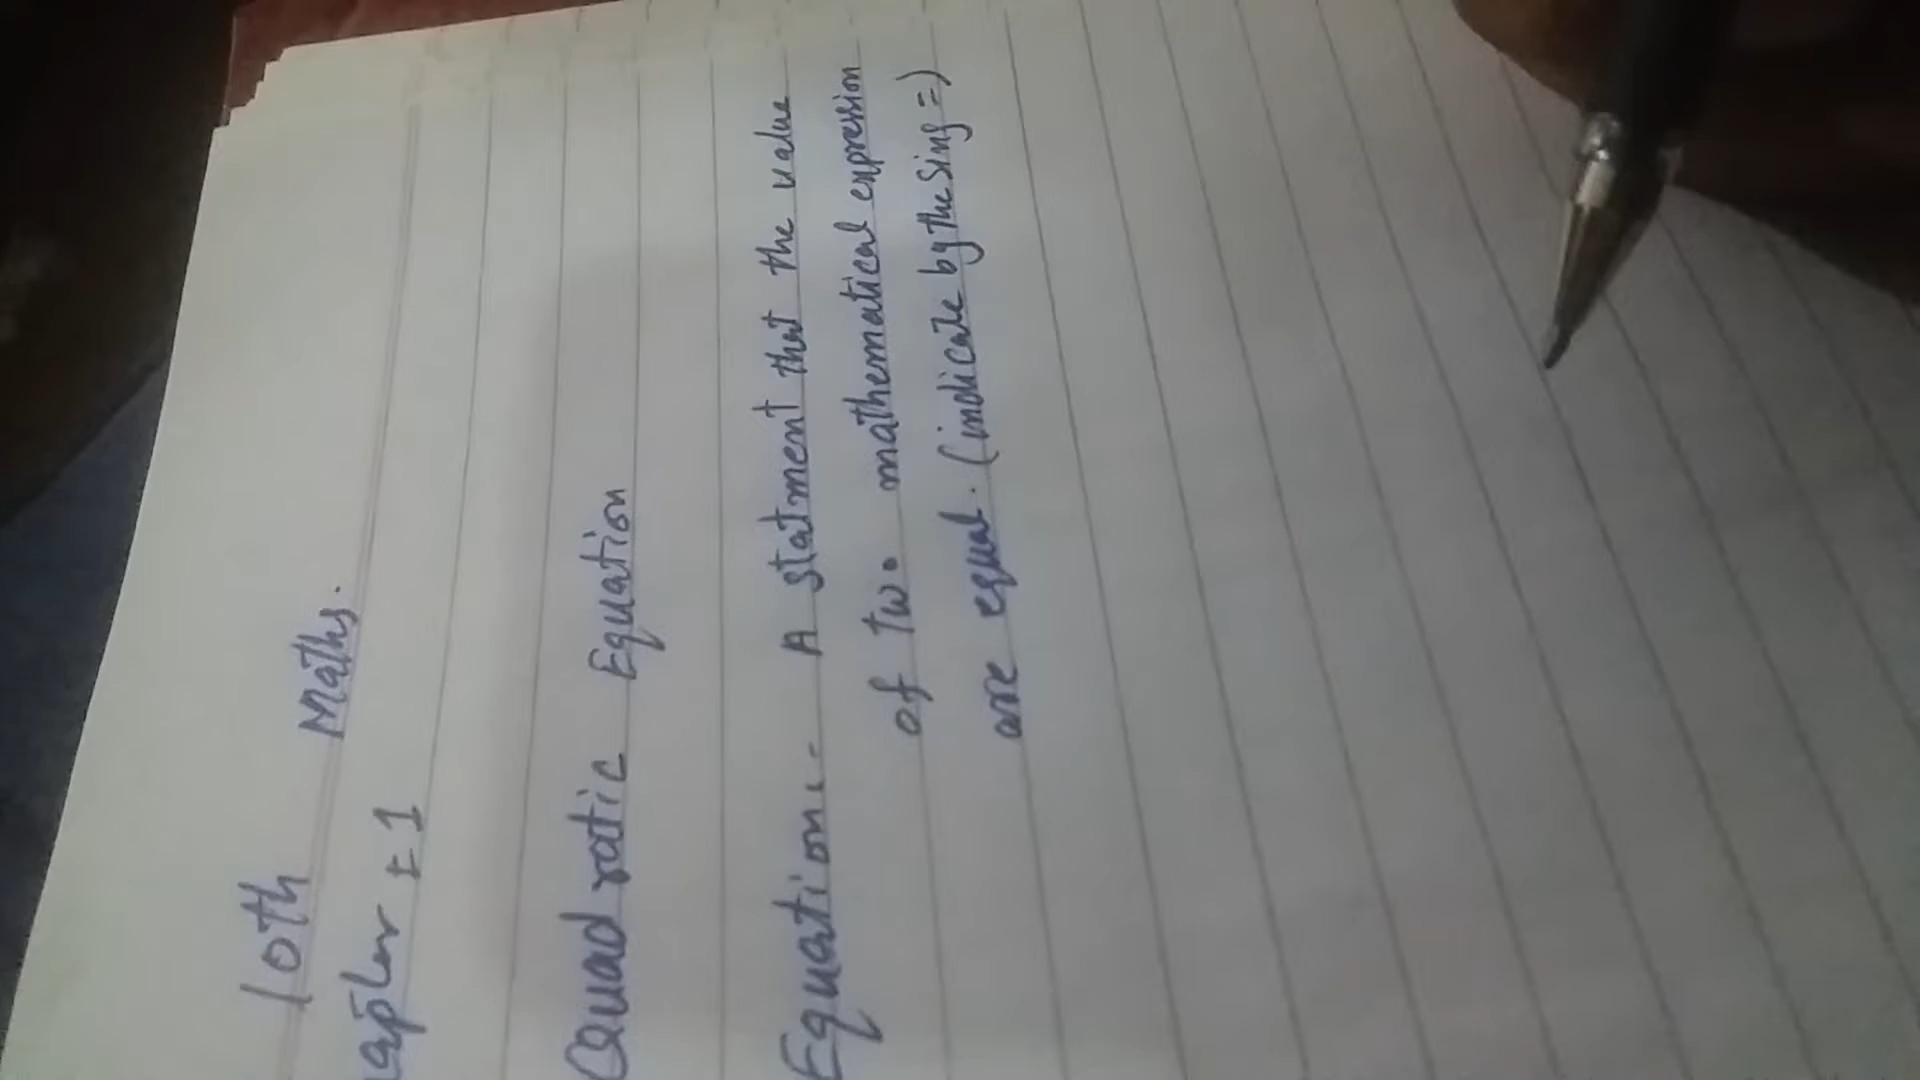 10th Maths.
apter ± 1
Quadratic Equation
Equation:- A statment that the value
of two mathematical expression
are equal. (indicate by the sing =)